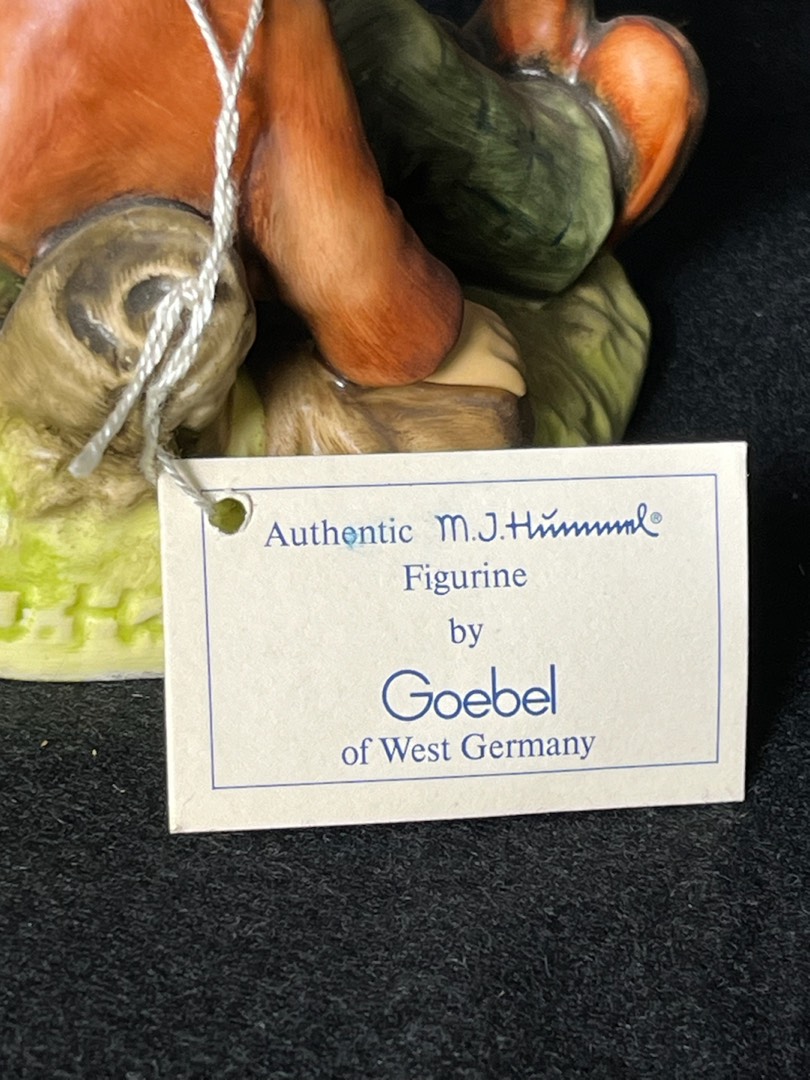 Authentic M.J.Hummel®
Figurine
by
Goebel
of West Germany